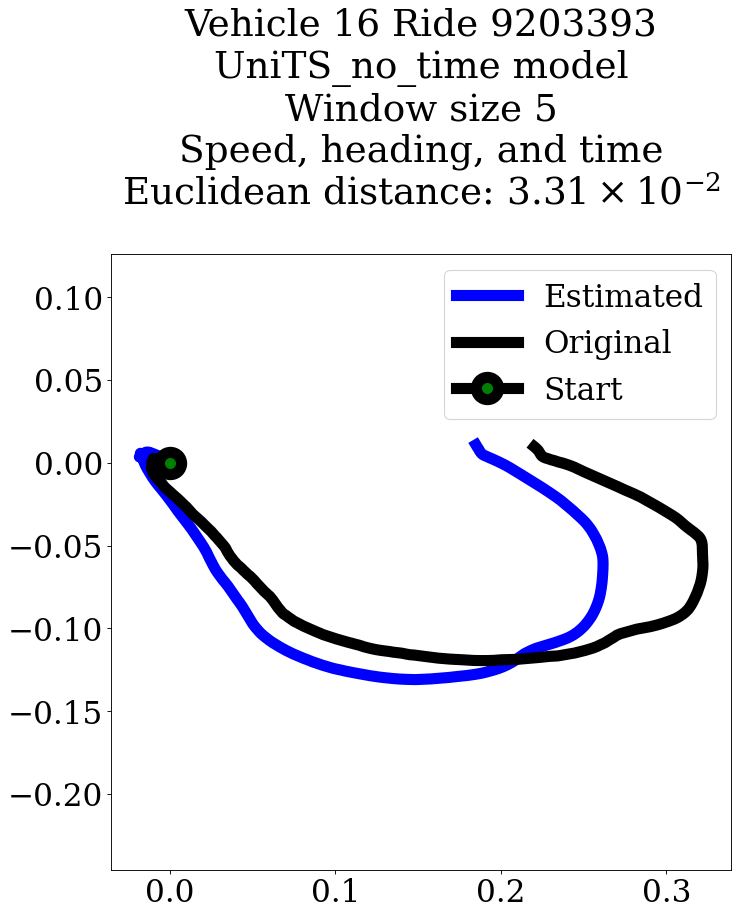 Vehicle 16 Ride 9203393
UniTS_no_time model
Window size 5
Speed, heading, and time
Euclidean distance: 3.31 × 10⁻²
Estimated
Original
Start
0.10
0.05
0.00
−0.05
−0.10
−0.15
−0.20
0.0 0.1 0.2 0.3